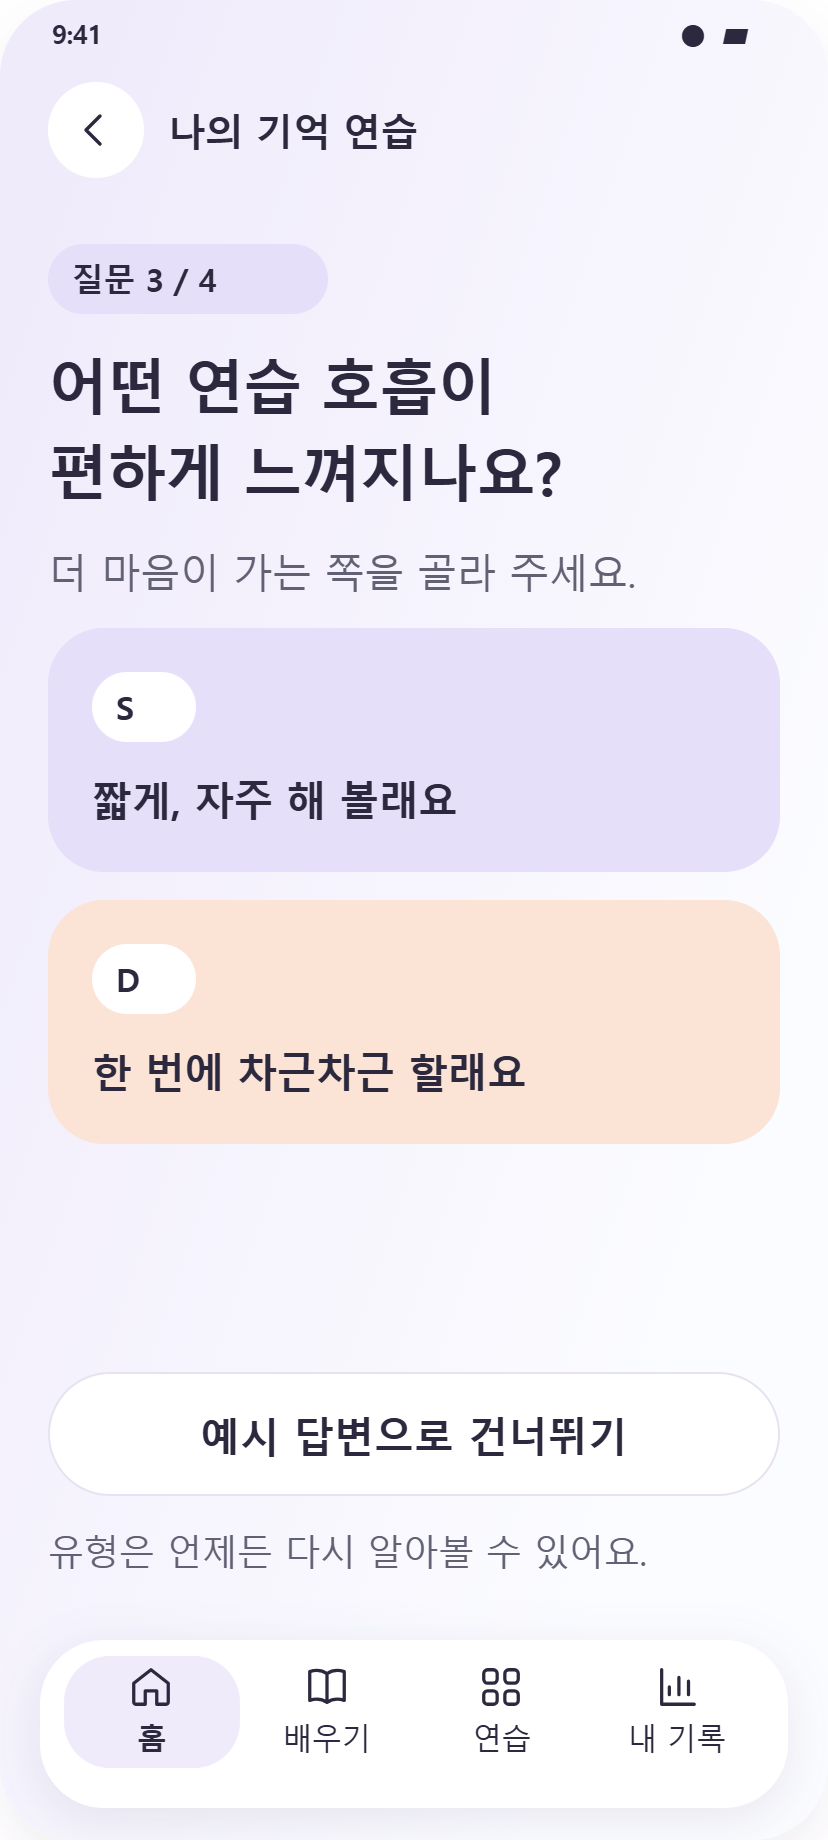 9:41
나의 기억 연습
질문 3 / 4
어떤 연습 호흡이
편하게 느껴지나요?
더 마음이 가는 쪽을 골라 주세요.
S
짧게, 자주 해 볼래요
D
한 번에 차근차근 할래요
예시 답변으로 건너뛰기
유형은 언제든 다시 알아볼 수 있어요.
홈
배우기
연습
내 기록